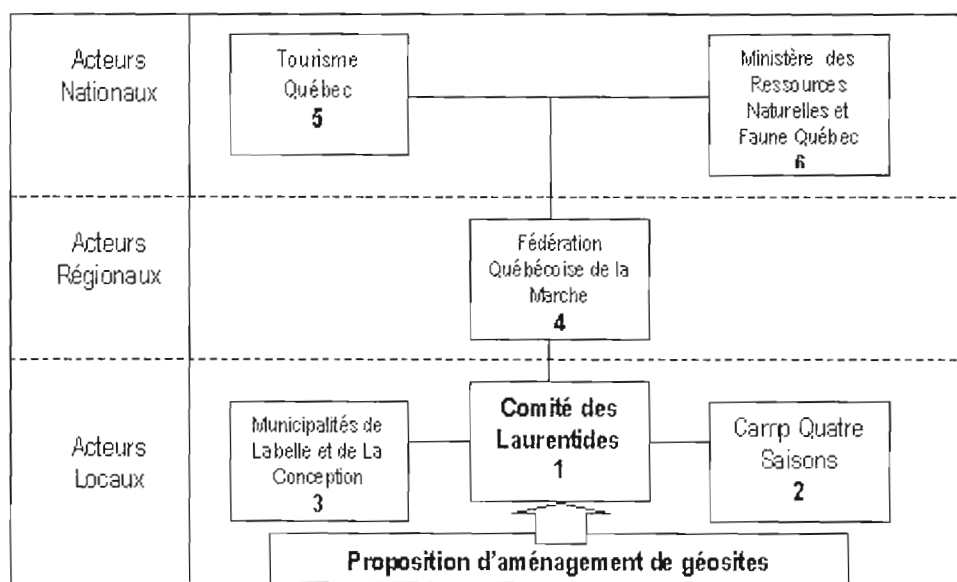 Acteurs
Nationaux
Tourisme
Québec
5
Ministère des
Ressources
Naturelles et
Faune Québec
6
Acteurs
Régionaux
Fédération
Québécoise de la
Marche
4
Acteurs
Locaux
Municipalités de
Labelle et de La
Conception
3
Comité des
Laurentides
1
Camp Quatre
Saisons
2
Proposition d'aménagement de géosites